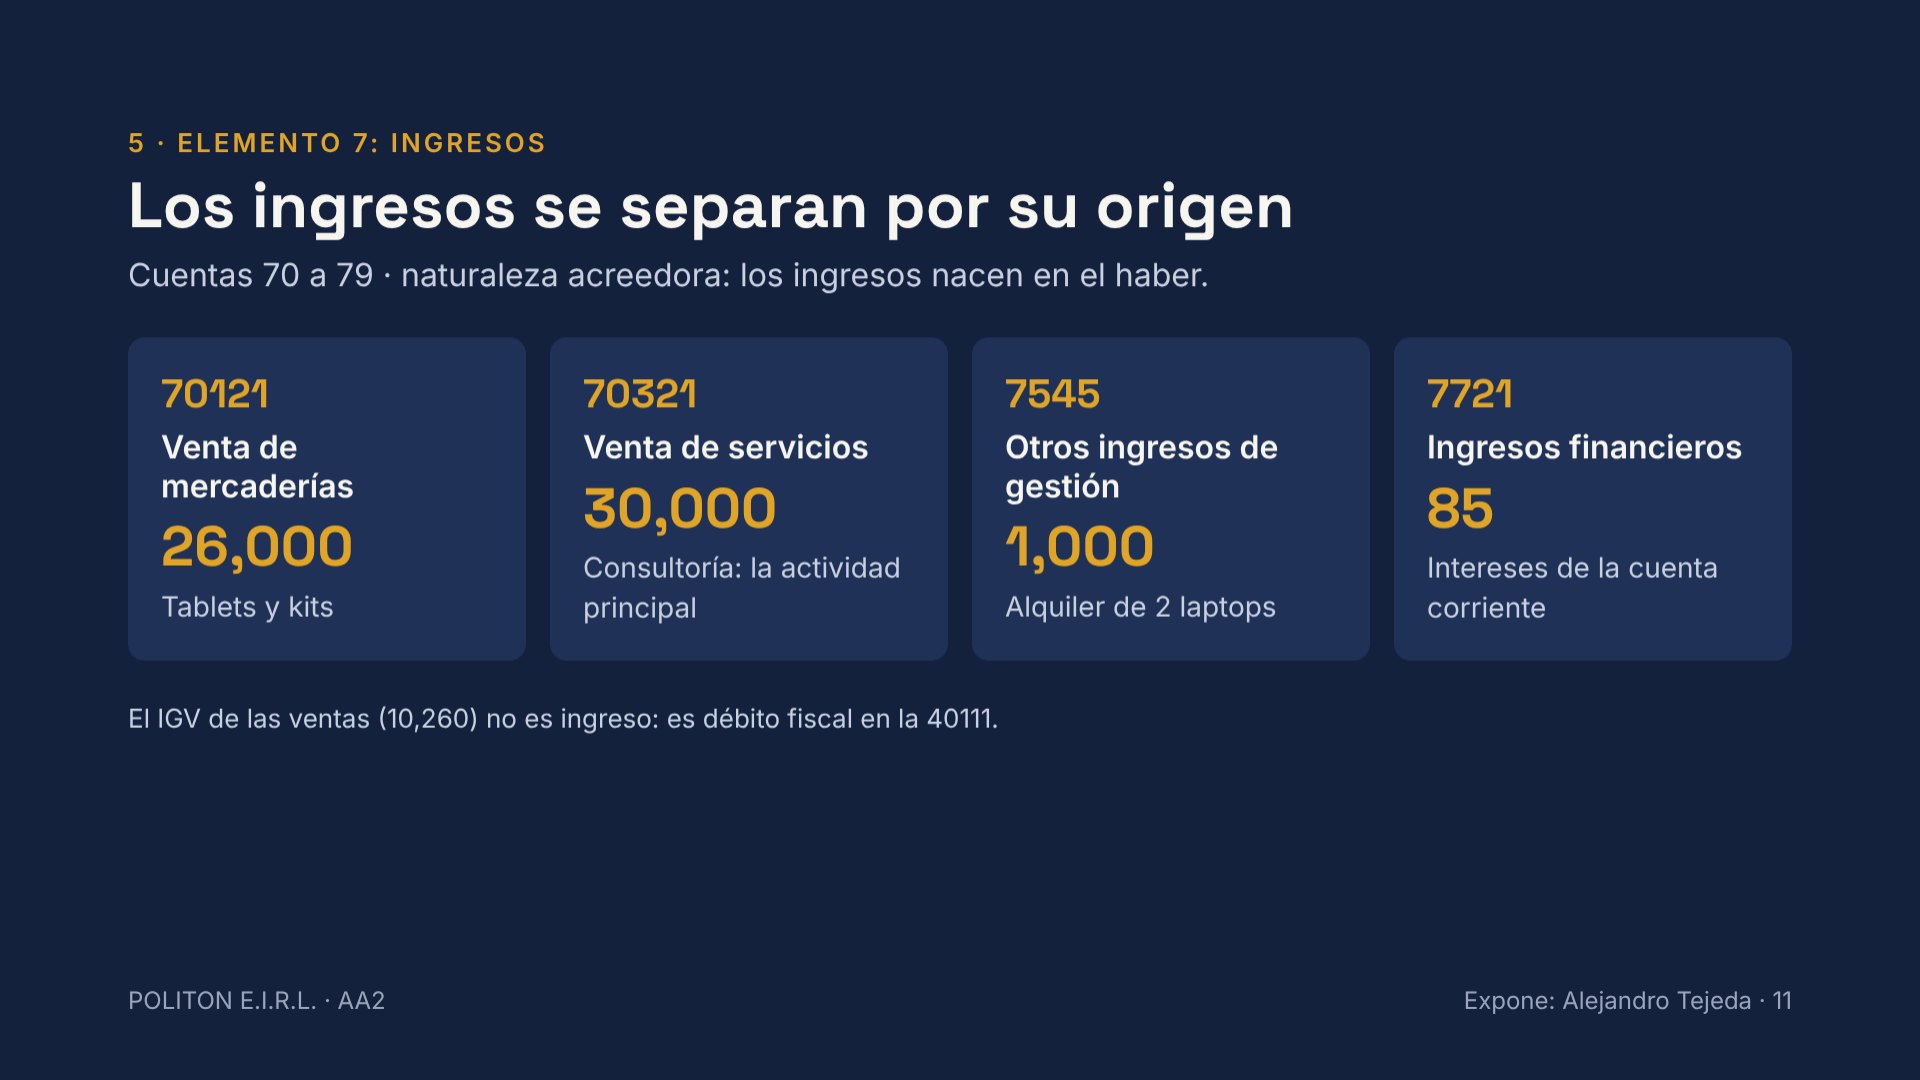 5 · ELEMENTO 7: INGRESOS
Los ingresos se separan por su origen
Cuentas 70 a 79 · naturaleza acreedora: los ingresos nacen en el haber.
70121
Venta de
mercaderías
26,000
Tablets y kits
70321
Venta de servicios
30,000
Consultoría: la actividad
principal
7545
Otros ingresos de
gestión
1,000
Alquiler de 2 laptops
7721
Ingresos financieros
85
Intereses de la cuenta
corriente
El IGV de las ventas (10,260) no es ingreso: es débito fiscal en la 40111.
POLITON E.I.R.L. · AA2
Expone: Alejandro Tejeda · 11